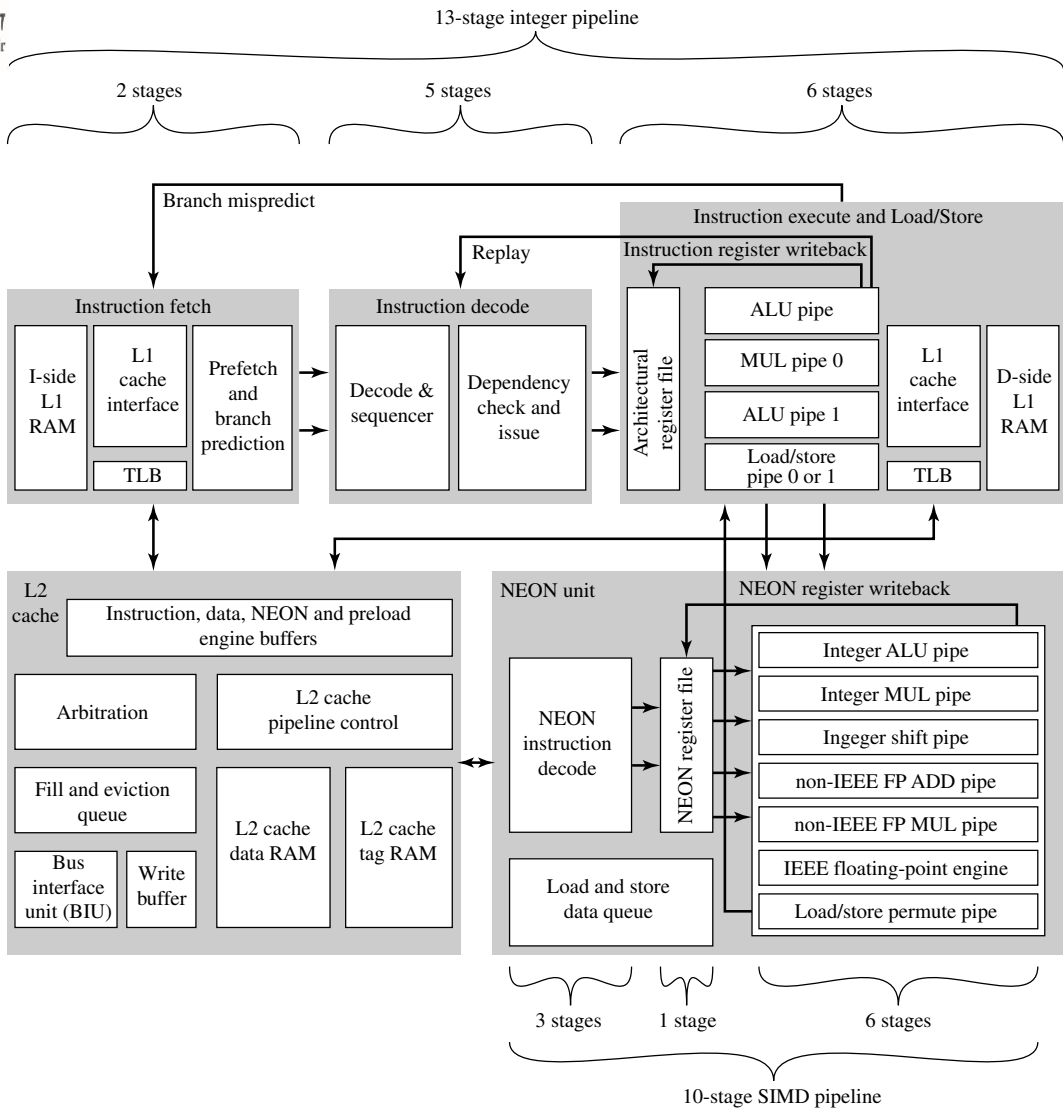 13-stage integer pipeline
2 stages
5 stages
6 stages
Branch mispredict
Instruction execute and Load/Store
Replay
Instruction register writeback
Instruction fetch
I-side
L1
RAM
L1
cache
interface
TLB
Prefetch
and
branch
prediction
Instruction decode
Decode &
sequencer
Dependency
check and
issue
Architectural
register file
ALU pipe
MUL pipe 0
ALU pipe 1
Load/store
pipe 0 or 1
L1
cache
interface
TLB
D-side
L1
RAM
L2
cache
Instruction, data, NEON and preload
engine buffers
Arbitration
L2 cache
pipeline control
Fill and eviction
queue
L2 cache
data RAM
L2 cache
tag RAM
Bus
interface
unit (BIU)
Write
buffer
NEON unit
NEON register writeback
NEON
instruction
decode
NEON register file
Load and store
data queue
Integer ALU pipe
Integer MUL pipe
Ingeger shift pipe
non-IEEE FP ADD pipe
non-IEEE FP MUL pipe
IEEE floating-point engine
Load/store permute pipe
3 stages
1 stage
6 stages
10-stage SIMD pipeline